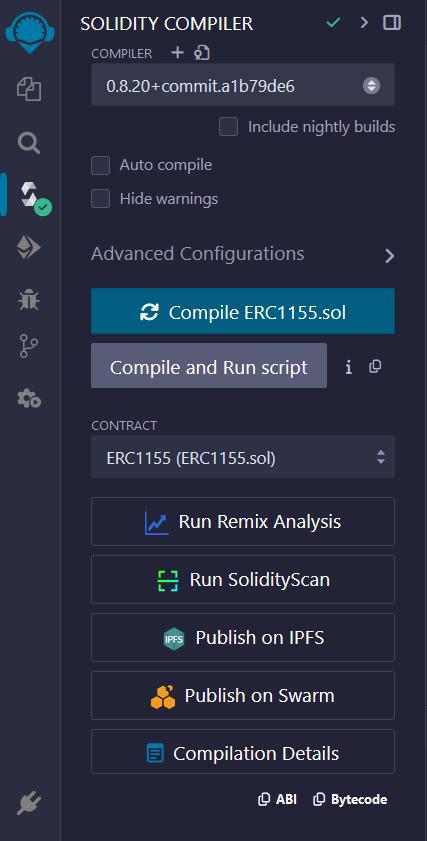 SOLIDITY COMPILER
COMPILER
0.8.20+commit.a1b79de6
Include nightly builds
Auto compile
Hide warnings
Advanced Configurations
Compile ERC1155.sol
Compile and Run script
CONTRACT
ERC1155 (ERC1155.sol)
Run Remix Analysis
Run SolidityScan
IPFS Publish on IPFS
Publish on Swarm
Compilation Details
ABI Bytecode